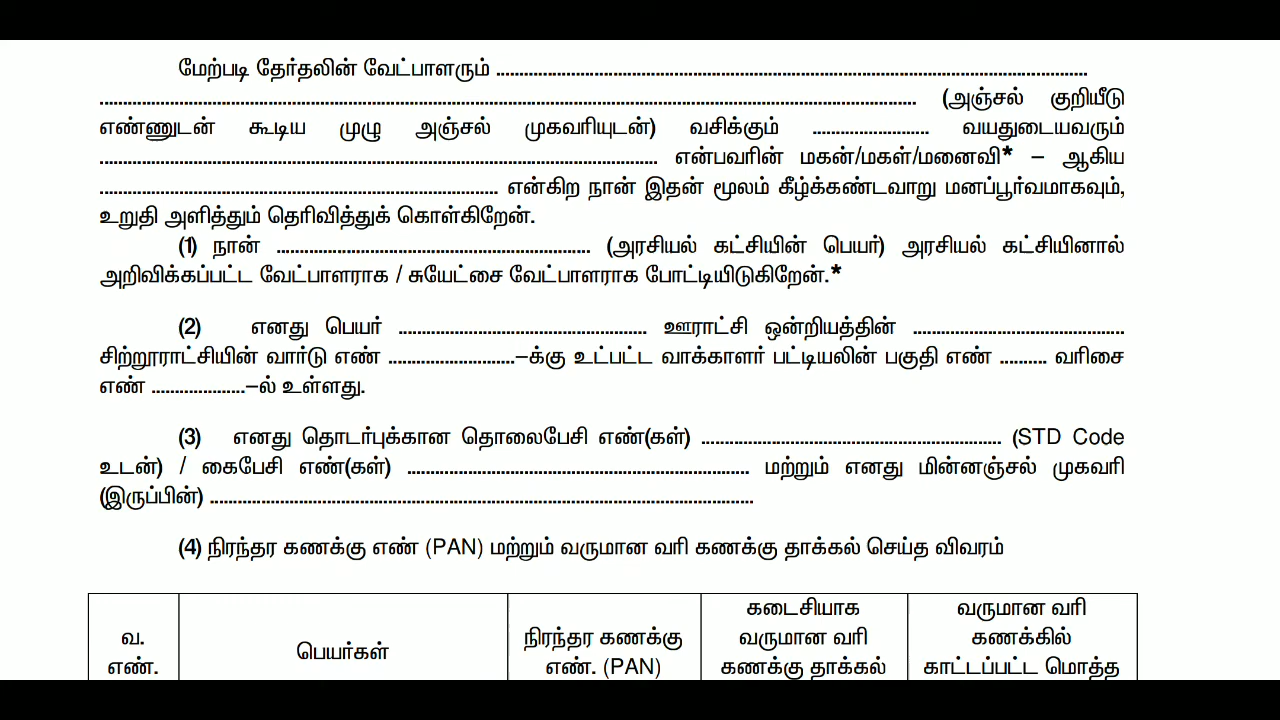 மேற்படி தேர்தலின் வேட்பாளரும் ................................................................................................................................
................................................................................................................................................................................. (அஞ்சல் குறியீடு
எண்ணுடன் கூடிய முழு அஞ்சல் முகவரியுடன்) வசிக்கும் ......................... வயதுடையவரும்
......................................................................................................................... என்பவரின் மகன்/மகள்/மனைவி* – ஆகிய
...................................................................................... என்கிற நான் இதன் மூலம் கீழ்க்கண்டவாறு மனப்பூர்வமாகவும்,
உறுதி அளித்தும் தெரிவித்துக் கொள்கிறேன்.
(1) நான் .................................................................... (அரசியல் கட்சியின் பெயர்) அரசியல் கட்சியினால்
அறிவிக்கப்பட்ட வேட்பாளராக / சுயேட்சை வேட்பாளராக போட்டியிடுகிறேன்.*
(2) எனது பெயர் ...................................................... ஊராட்சி ஒன்றியத்தின் ..............................................
சிற்றூராட்சியின் வார்டு எண் ...........................–க்கு உட்பட்ட வாக்காளர் பட்டியலின் பகுதி எண் .......... வரிசை
எண் ....................–ல் உள்ளது.
(3) எனது தொடர்புக்கான தொலைபேசி எண்(கள்) ................................................................. (STD Code
உடன்) / கைபேசி எண்(கள்) .......................................................................... மற்றும் எனது மின்னஞ்சல் முகவரி
(இருப்பின்) ......................................................................................................................
(4) நிரந்தர கணக்கு எண் (PAN) மற்றும் வருமான வரி கணக்கு தாக்கல் செய்த விவரம்
வ. எண்.
பெயர்கள்
நிரந்தர கணக்கு
எண். (PAN)
கடைசியாக
வருமான வரி
கணக்கு தாக்கல்
வருமான வரி
கணக்கில்
காட்டப்பட்ட மொத்த